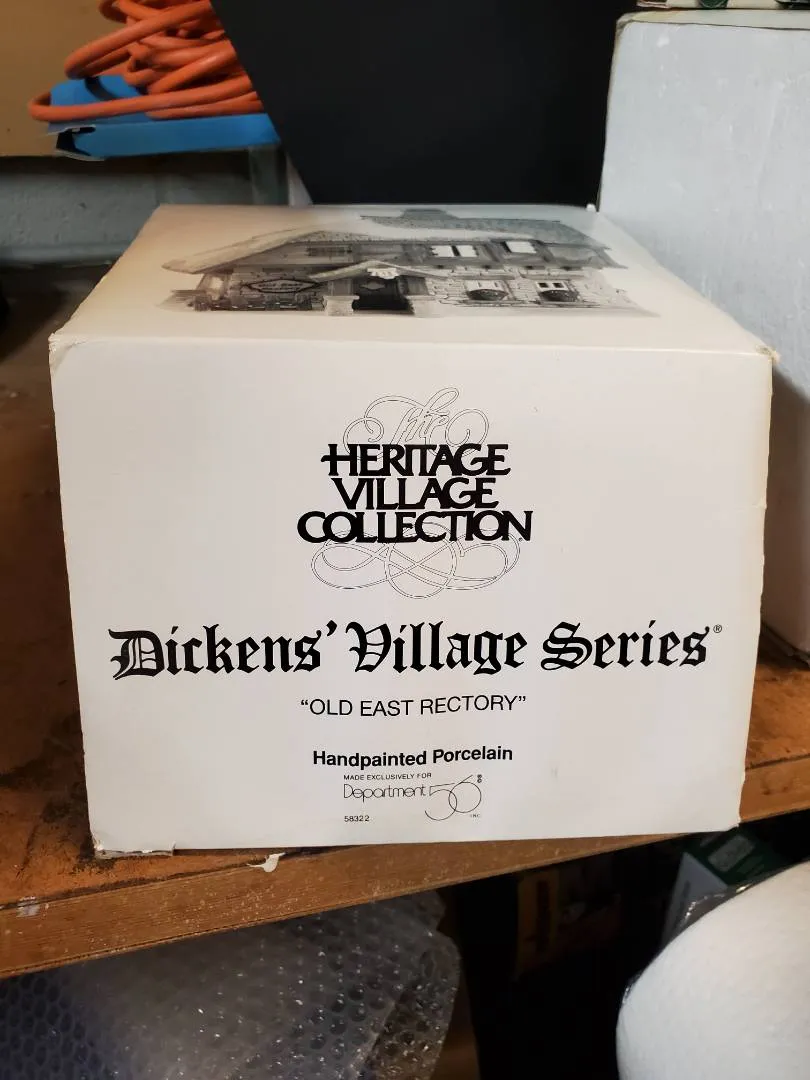 The
HERITAGE
VILLAGE
COLLECTION
Dickens' Village Series®
"OLD EAST RECTORY"
Handpainted Porcelain
MADE EXCLUSIVELY FOR
Department 56®
INC.
58322